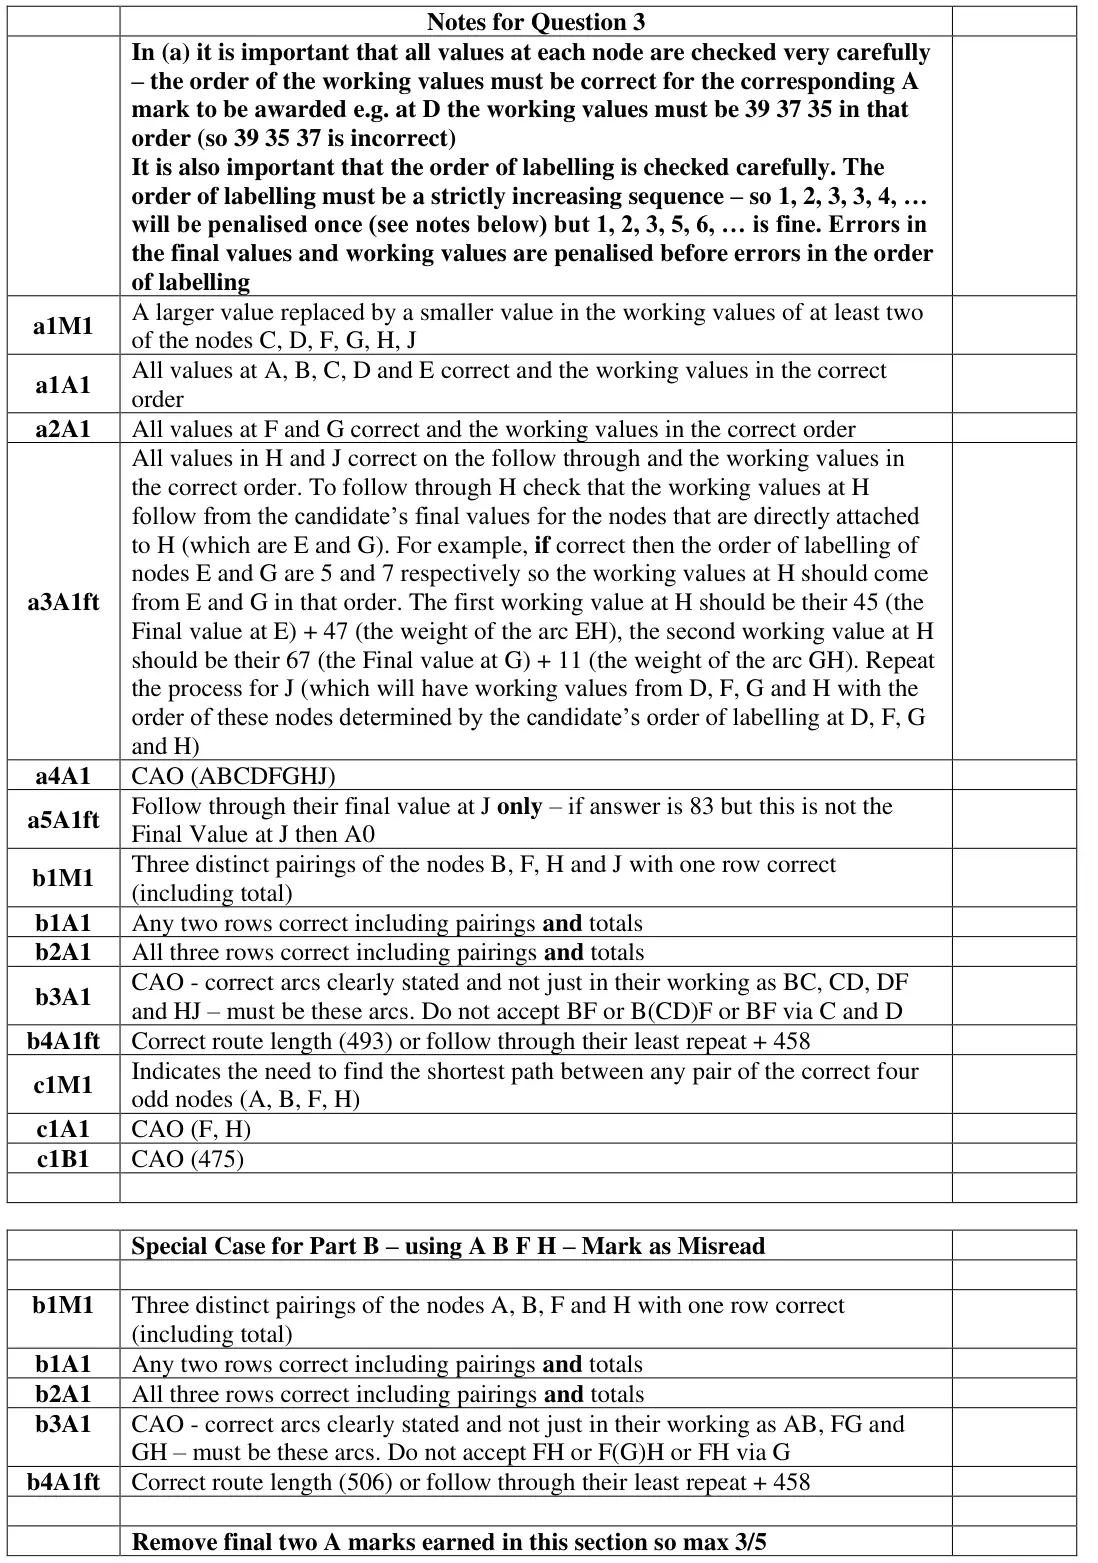 Notes for Question 3
In (a) it is important that all values at each node are checked very carefully
– the order of the working values must be correct for the corresponding A
mark to be awarded e.g. at D the working values must be 39 37 35 in that
order (so 39 35 37 is incorrect)
It is also important that the order of labelling is checked carefully. The
order of labelling must be a strictly increasing sequence – so 1, 2, 3, 3, 4, …
will be penalised once (see notes below) but 1, 2, 3, 5, 6, … is fine. Errors in
the final values and working values are penalised before errors in the order
of labelling
a1M1
A larger value replaced by a smaller value in the working values of at least two
of the nodes C, D, F, G, H, J
a1A1
All values at A, B, C, D and E correct and the working values in the correct
order
a2A1
All values at F and G correct and the working values in the correct order
a3A1ft
All values in H and J correct on the follow through and the working values in
the correct order. To follow through H check that the working values at H
follow from the candidate’s final values for the nodes that are directly attached
to H (which are E and G). For example, if correct then the order of labelling of
nodes E and G are 5 and 7 respectively so the working values at H should come
from E and G in that order. The first working value at H should be their 45 (the
Final value at E) + 47 (the weight of the arc EH), the second working value at H
should be their 67 (the Final value at G) + 11 (the weight of the arc GH). Repeat
the process for J (which will have working values from D, F, G and H with the
order of these nodes determined by the candidate’s order of labelling at D, F, G
and H)
a4A1
CAO (ABCDFGHJ)
a5A1ft
Follow through their final value at J only – if answer is 83 but this is not the
Final Value at J then A0
b1M1
Three distinct pairings of the nodes B, F, H and J with one row correct
(including total)
b1A1
Any two rows correct including pairings and totals
b2A1
All three rows correct including pairings and totals
b3A1
CAO - correct arcs clearly stated and not just in their working as BC, CD, DF
and HJ – must be these arcs. Do not accept BF or B(CD)F or BF via C and D
b4A1ft
Correct route length (493) or follow through their least repeat + 458
c1M1
Indicates the need to find the shortest path between any pair of the correct four
odd nodes (A, B, F, H)
c1A1
CAO (F, H)
c1B1
CAO (475)
Special Case for Part B – using A B F H – Mark as Misread
b1M1
Three distinct pairings of the nodes A, B, F and H with one row correct
(including total)
b1A1
Any two rows correct including pairings and totals
b2A1
All three rows correct including pairings and totals
b3A1
CAO - correct arcs clearly stated and not just in their working as AB, FG and
GH – must be these arcs. Do not accept FH or F(G)H or FH via G
b4A1ft
Correct route length (506) or follow through their least repeat + 458
Remove final two A marks earned in this section so max 3/5